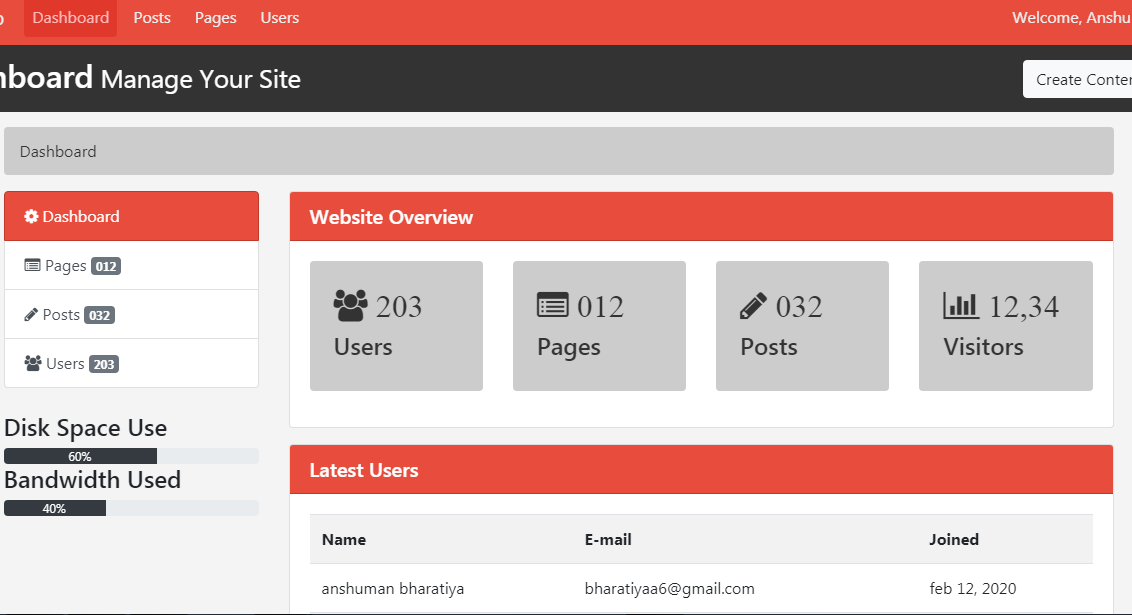 Dashboard Posts Pages Users Welcome, Anshu
hboard Manage Your Site
Create Conter
Dashboard
Dashboard
Pages 012
Posts 032
Users 203
Disk Space Use
60%
Bandwidth Used
40%
Website Overview
203 Users
012 Pages
032 Posts
12,34 Visitors
Latest Users
Name E-mail Joined
anshuman bharatiya bharatiyaa6@gmail.com feb 12, 2020